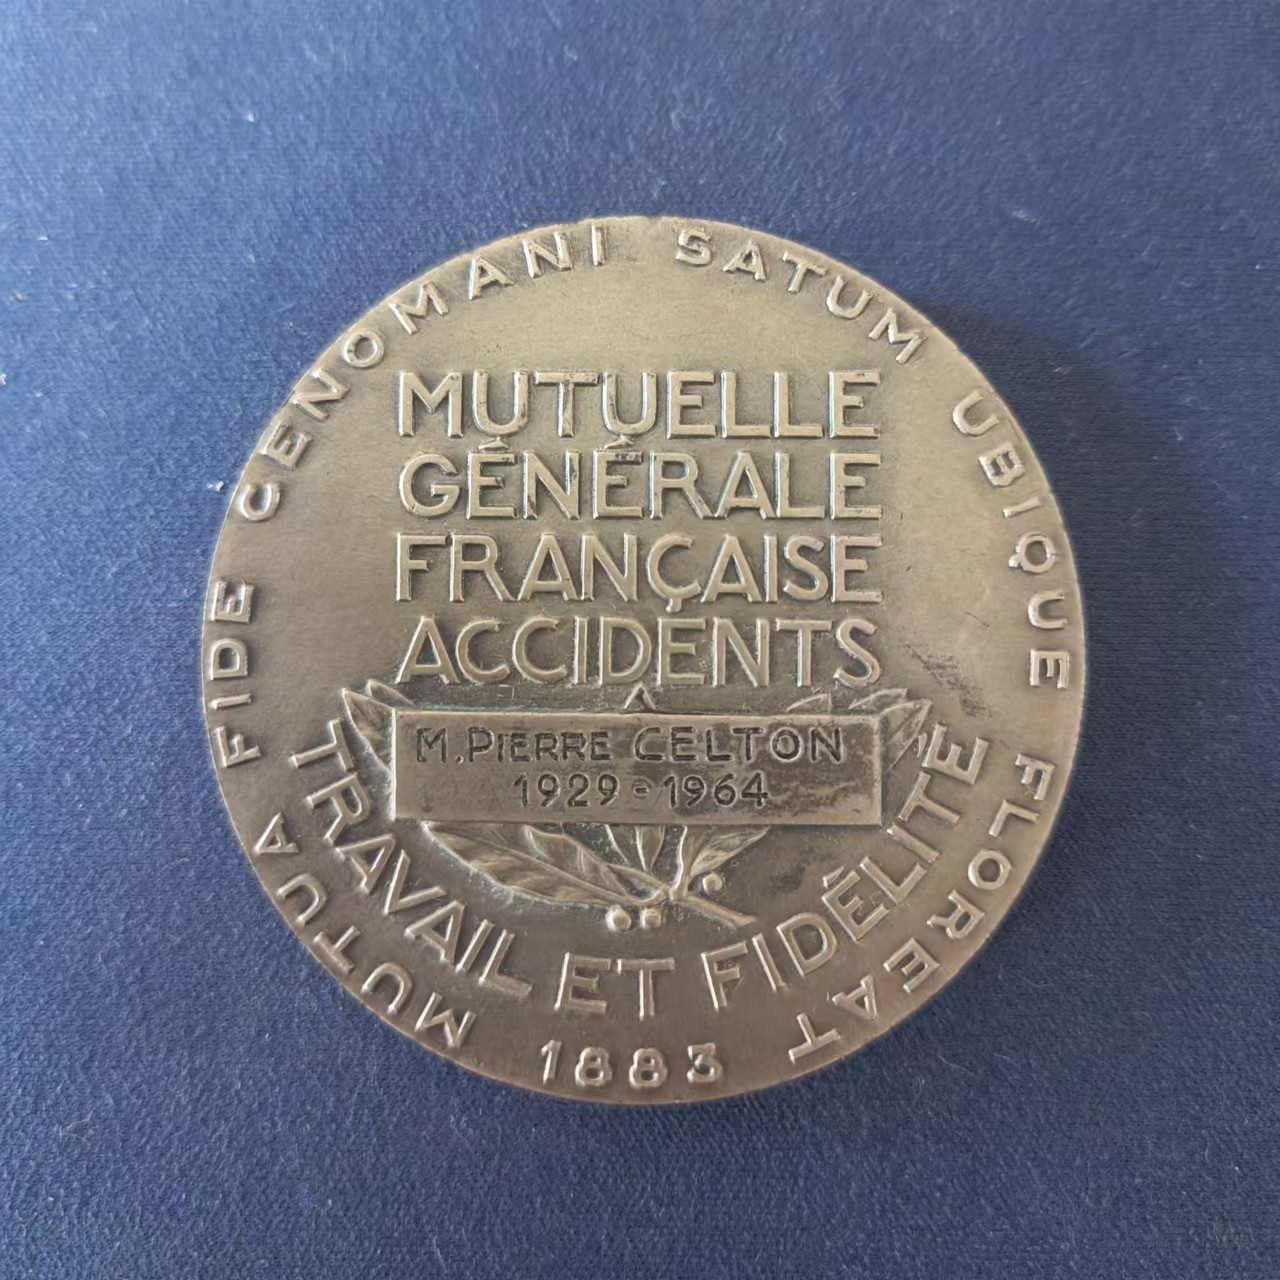 MUTUA FIDE CENOMANI SATUM UBIQUE FLOREAT
MUTUELLE
GÉNÉRALE
FRANÇAISE
ACCIDENTS
M. PIERRE CELTON
1929 - 1964
TRAVAIL ET FIDÉLITÉ
1883